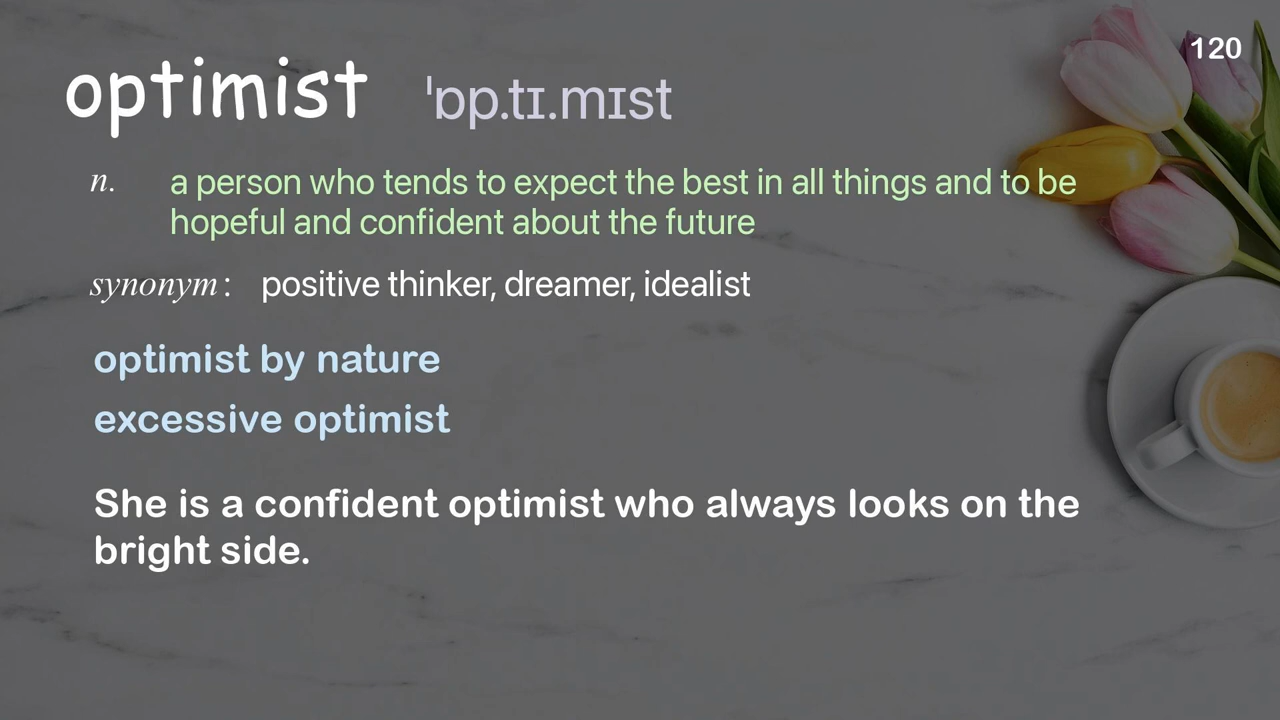 120
optimist ˈɒp.tɪ.mɪst
n. a person who tends to expect the best in all things and to be
hopeful and confident about the future
synonym: positive thinker, dreamer, idealist
optimist by nature
excessive optimist
She is a confident optimist who always looks on the
bright side.